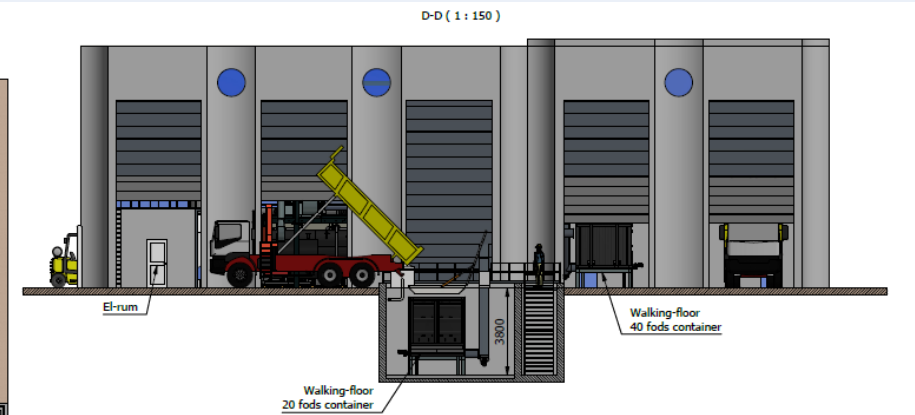 D-D ( 1 : 150 )
El-rum
3800
Walking-floor
40 fods container
Walking-floor
20 fods container